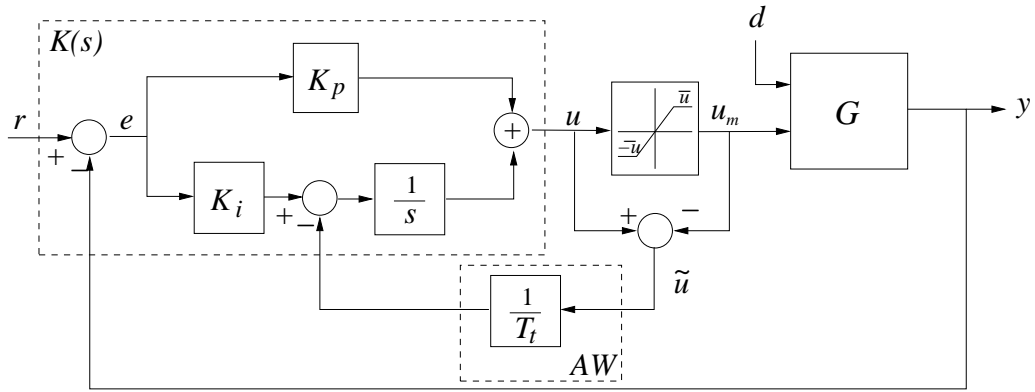 K(s)
K_p
d
r
+
−
e
+
u
ū
−ū
u_m
G
y
K_i
+
−
1/s
+
−
ũ
1/T_t
AW